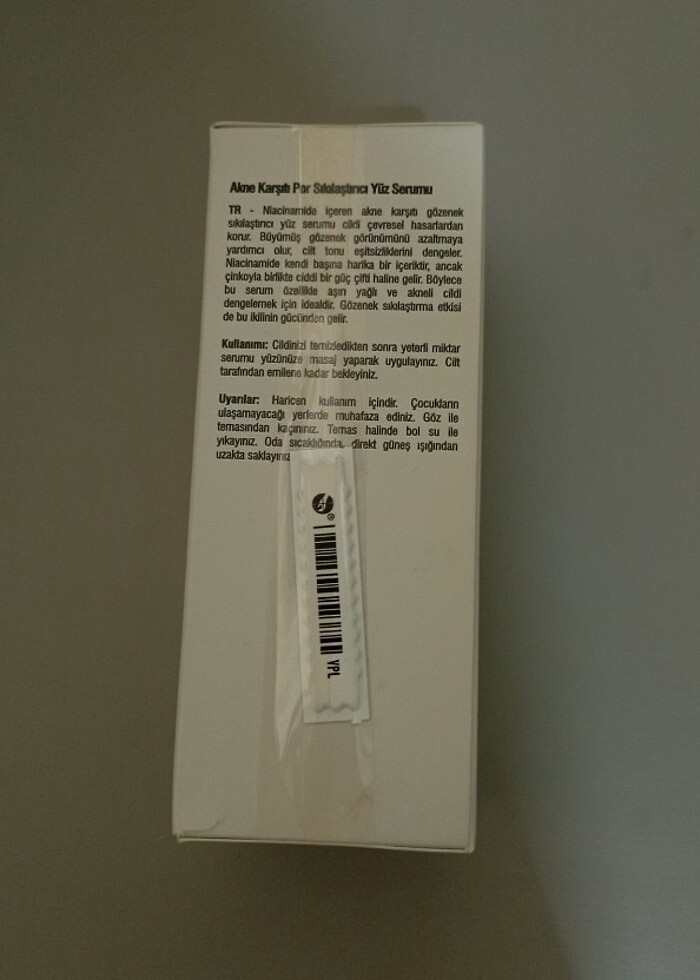 Akne Karşıtı Por Sıkılaştırıcı Yüz Serumu
TR - Niacinamide içeren akne karşıtı gözenek
sıkılaştırıcı yüz serumu cildi çevresel hasarlardan
korur. Büyümüş gözenek görünümünü azaltmaya
yardımcı olur, cilt tonu eşitsizliklerini dengeler.
Niacinamide kendi başına harika bir içeriktir, ancak
çinkoyla birlikte ciddi bir güç çifti haline gelir. Böylece
bu serum özellikle aşırı yağlı ve akneli cildi
dengelemek için idealdir. Gözenek sıkılaştırma etkisi
de bu ikilinin gücünden gelir.
Kullanımı: Cildinizi temizledikten sonra yeterli miktar
serumu yüzünüze masaj yaparak uygulayınız. Cilt
tarafından emilene kadar bekleyiniz.
Uyarılar: Haricen kullanım içindir. Çocukların
ulaşamayacağı yerlerde muhafaza ediniz. Göz ile
temasından kaçınınız. Temas halinde bol su ile
yıkayınız. Oda sıcaklığında, direkt güneş ışığından
uzakta saklayınız
® VPL